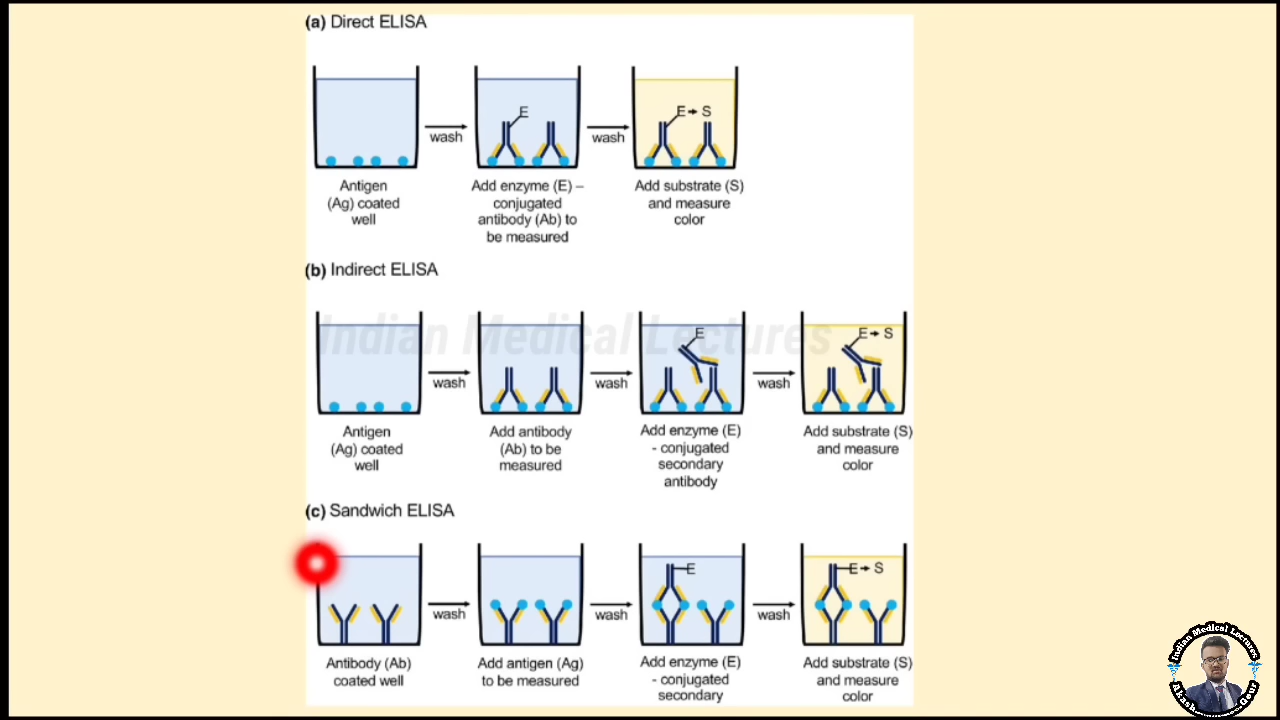 (a) Direct ELISA
E
E → S
wash
wash
Antigen
(Ag) coated
well
Add enzyme (E) –
conjugated
antibody (Ab) to
be measured
Add substrate (S)
and measure
color
(b) Indirect ELISA
Indian Medical Lectures
E
E → S
wash
wash
wash
Antigen
(Ag) coated
well
Add antibody
(Ab) to be
measured
Add enzyme (E)
- conjugated
secondary
antibody
Add substrate (S)
and measure
color
(c) Sandwich ELISA
E
E → S
wash
wash
wash
Antibody (Ab)
coated well
Add antigen (Ag)
to be measured
Add enzyme (E)
- conjugated
secondary
Add substrate (S)
and measure
color
Indian Medical Lectures
Gour